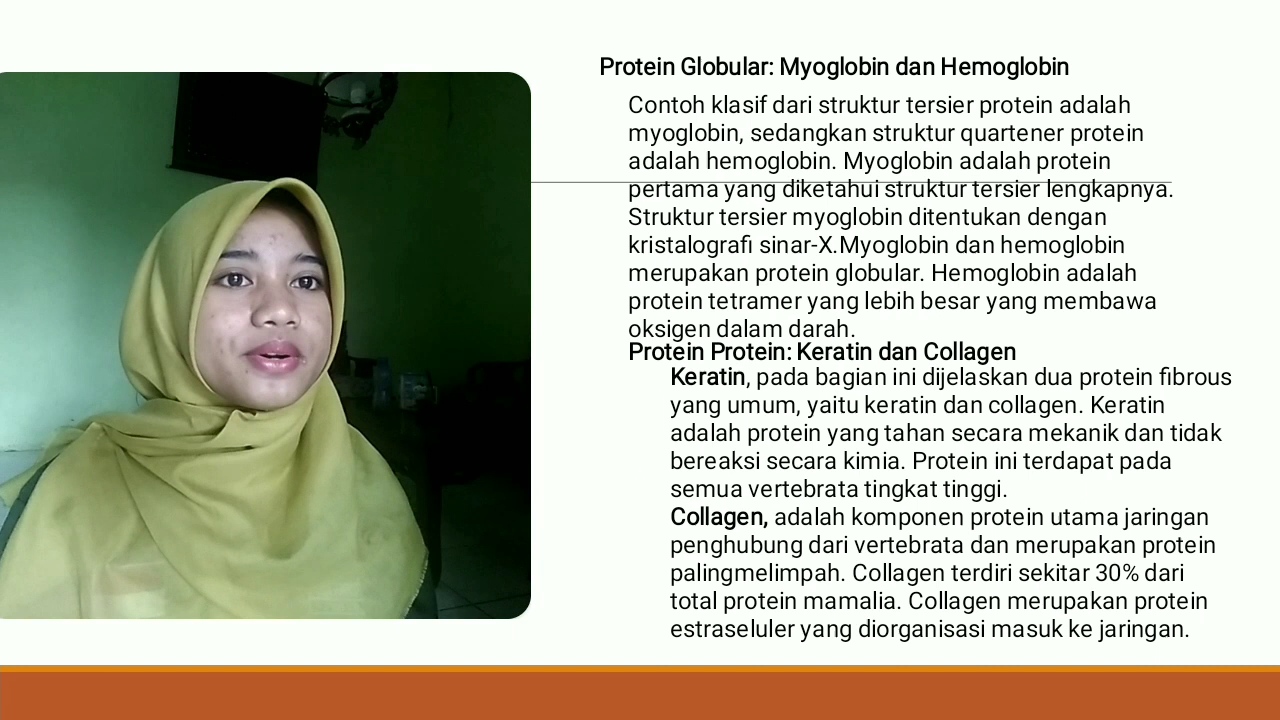 Protein Globular: Myoglobin dan Hemoglobin
Contoh klasif dari struktur tersier protein adalah
myoglobin, sedangkan struktur quartener protein
adalah hemoglobin. Myoglobin adalah protein
pertama yang diketahui struktur tersier lengkapnya.
Struktur tersier myoglobin ditentukan dengan
kristalografi sinar-X.Myoglobin dan hemoglobin
merupakan protein globular. Hemoglobin adalah
protein tetramer yang lebih besar yang membawa
oksigen dalam darah.
Protein Protein: Keratin dan Collagen
Keratin, pada bagian ini dijelaskan dua protein fibrous
yang umum, yaitu keratin dan collagen. Keratin
adalah protein yang tahan secara mekanik dan tidak
bereaksi secara kimia. Protein ini terdapat pada
semua vertebrata tingkat tinggi.
Collagen, adalah komponen protein utama jaringan
penghubung dari vertebrata dan merupakan protein
palingmelimpah. Collagen terdiri sekitar 30% dari
total protein mamalia. Collagen merupakan protein
estraseluler yang diorganisasi masuk ke jaringan.